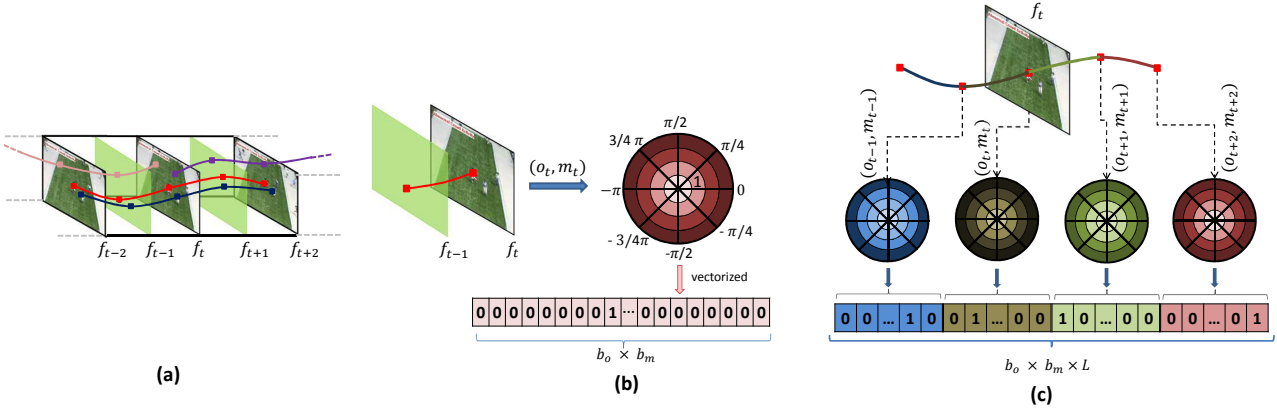 f_{t-2} f_{t-1} f_t f_{t+1} f_{t+2}
(a)
f_{t-1} f_t
(o_t, m_t)
π/2
3/4 π π/4
−π 1 0
- 3/4π - π/4
-π/2
vectorized
0 0 0 0 0 0 0 0 1 ... 0 0 0 0 0 0 0 0
b_o × b_m
(b)
f_t
(o_{t-1}, m_{t-1})
(o_t, m_t)
(o_{t+1}, m_{t+1})
(o_{t+2}, m_{t+2})
0 0 ... 1 0 0 1 ... 0 0 1 0 ... 0 0 0 0 ... 0 1
b_o × b_m × L
(c)